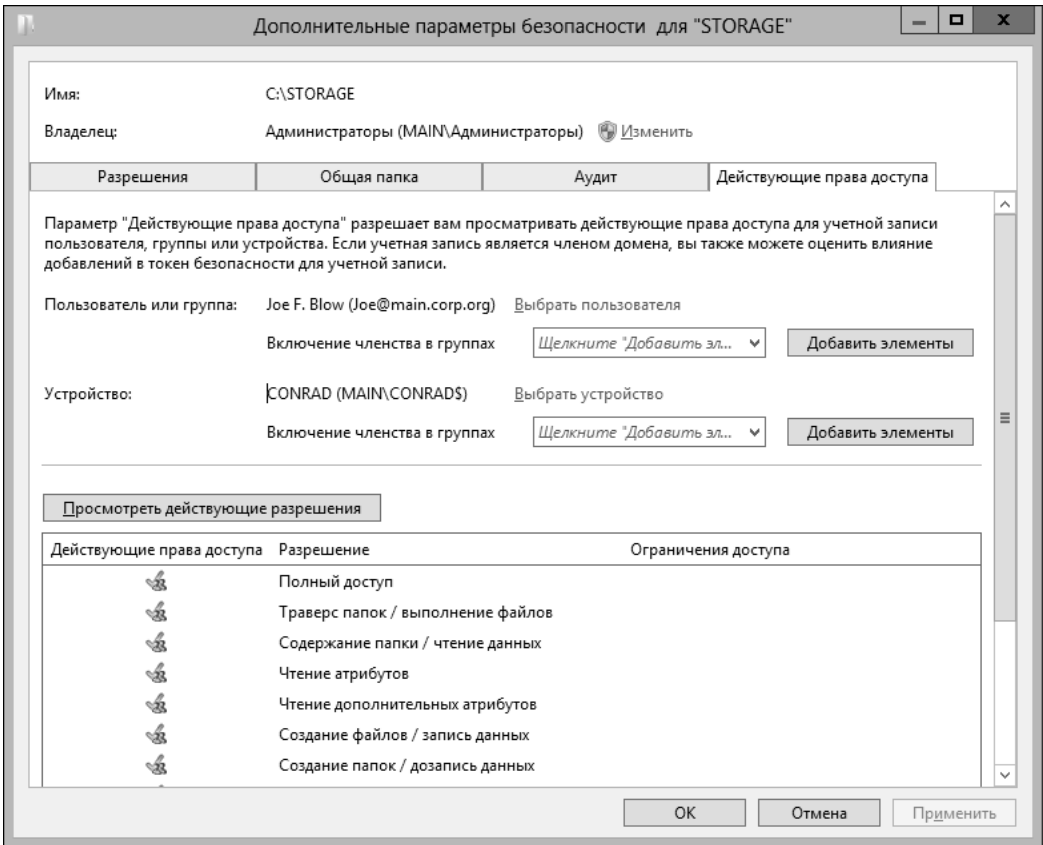 Дополнительные параметры безопасности для "STORAGE"
Имя: C:\STORAGE
Владелец: Администраторы (MAIN\Администраторы) Изменить
Разрешения Общая папка Аудит Действующие права доступа
Параметр "Действующие права доступа" разрешает вам просматривать действующие права доступа для учетной записи
пользователя, группы или устройства. Если учетная запись является членом домена, вы также можете оценить влияние
добавлений в токен безопасности для учетной записи.
Пользователь или группа: Joe F. Blow (Joe@main.corp.org) Выбрать пользователя
Включение членства в группах Щелкните "Добавить эл... Добавить элементы
Устройство: CONRAD (MAIN\CONRAD$) Выбрать устройство
Включение членства в группах Щелкните "Добавить эл... Добавить элементы
Просмотреть действующие разрешения
Действующие права доступа Разрешение Ограничения доступа
Полный доступ
Траверс папок / выполнение файлов
Содержание папки / чтение данных
Чтение атрибутов
Чтение дополнительных атрибутов
Создание файлов / запись данных
Создание папок / дозапись данных
OK Отмена Применить